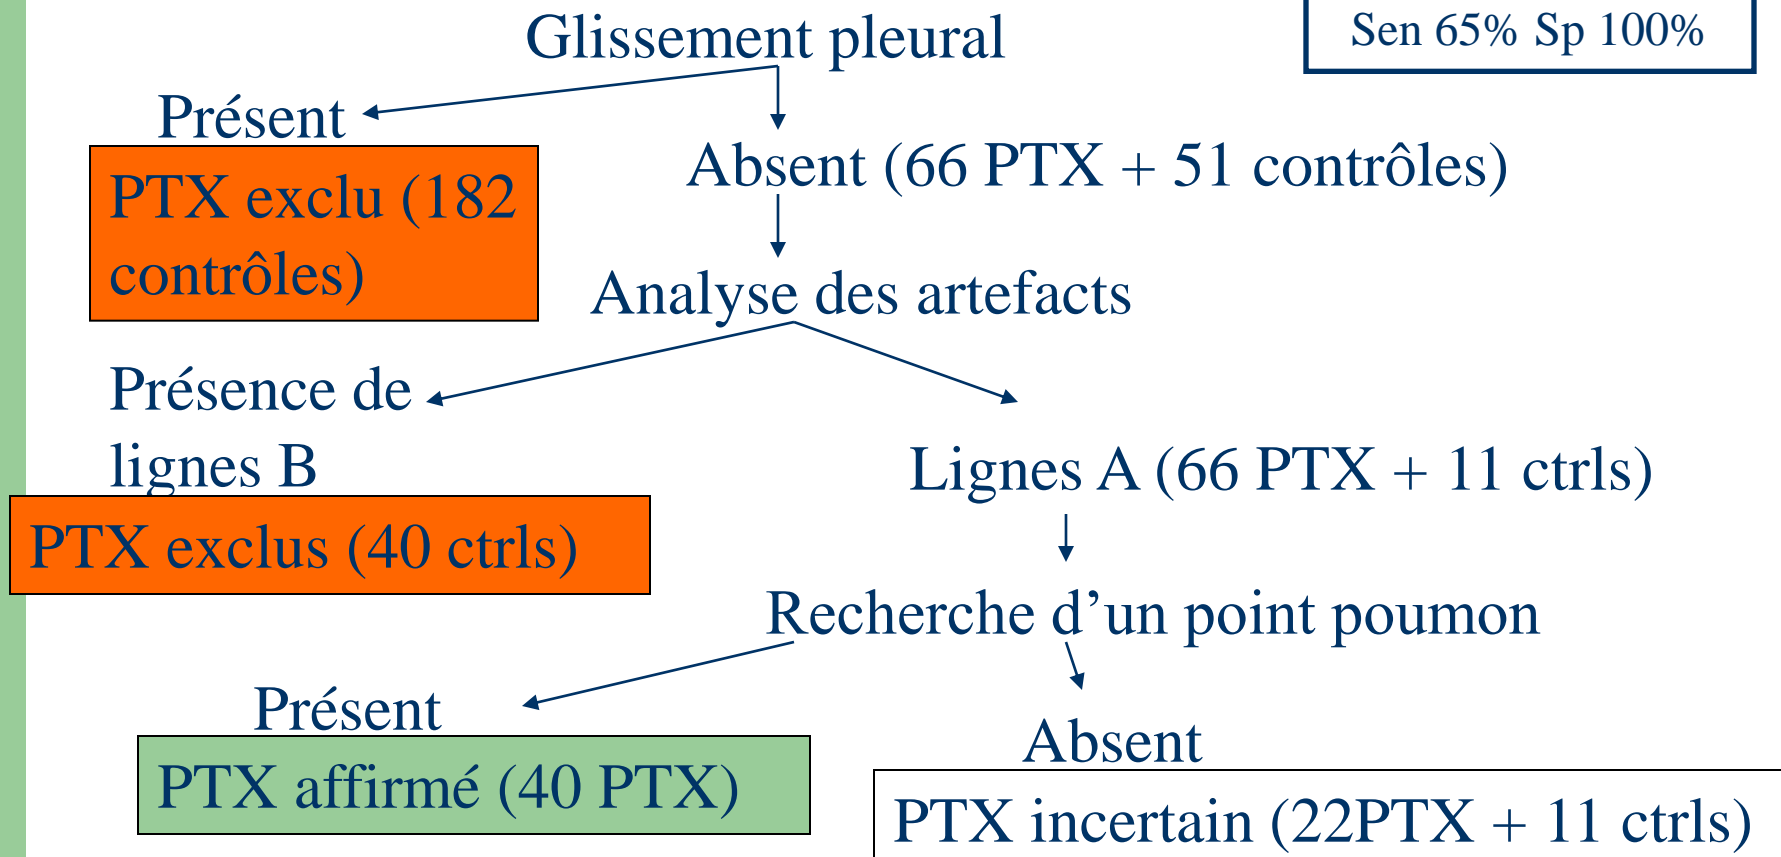 Glissement pleural
Sen 65% Sp 100%
Présent
PTX exclu (182
contrôles)
Absent (66 PTX + 51 contrôles)
Analyse des artefacts
Présence de
lignes B
PTX exclus (40 ctrls)
Lignes A (66 PTX + 11 ctrls)
Recherche d’un point poumon
Présent
PTX affirmé (40 PTX)
Absent
PTX incertain (22PTX + 11 ctrls)